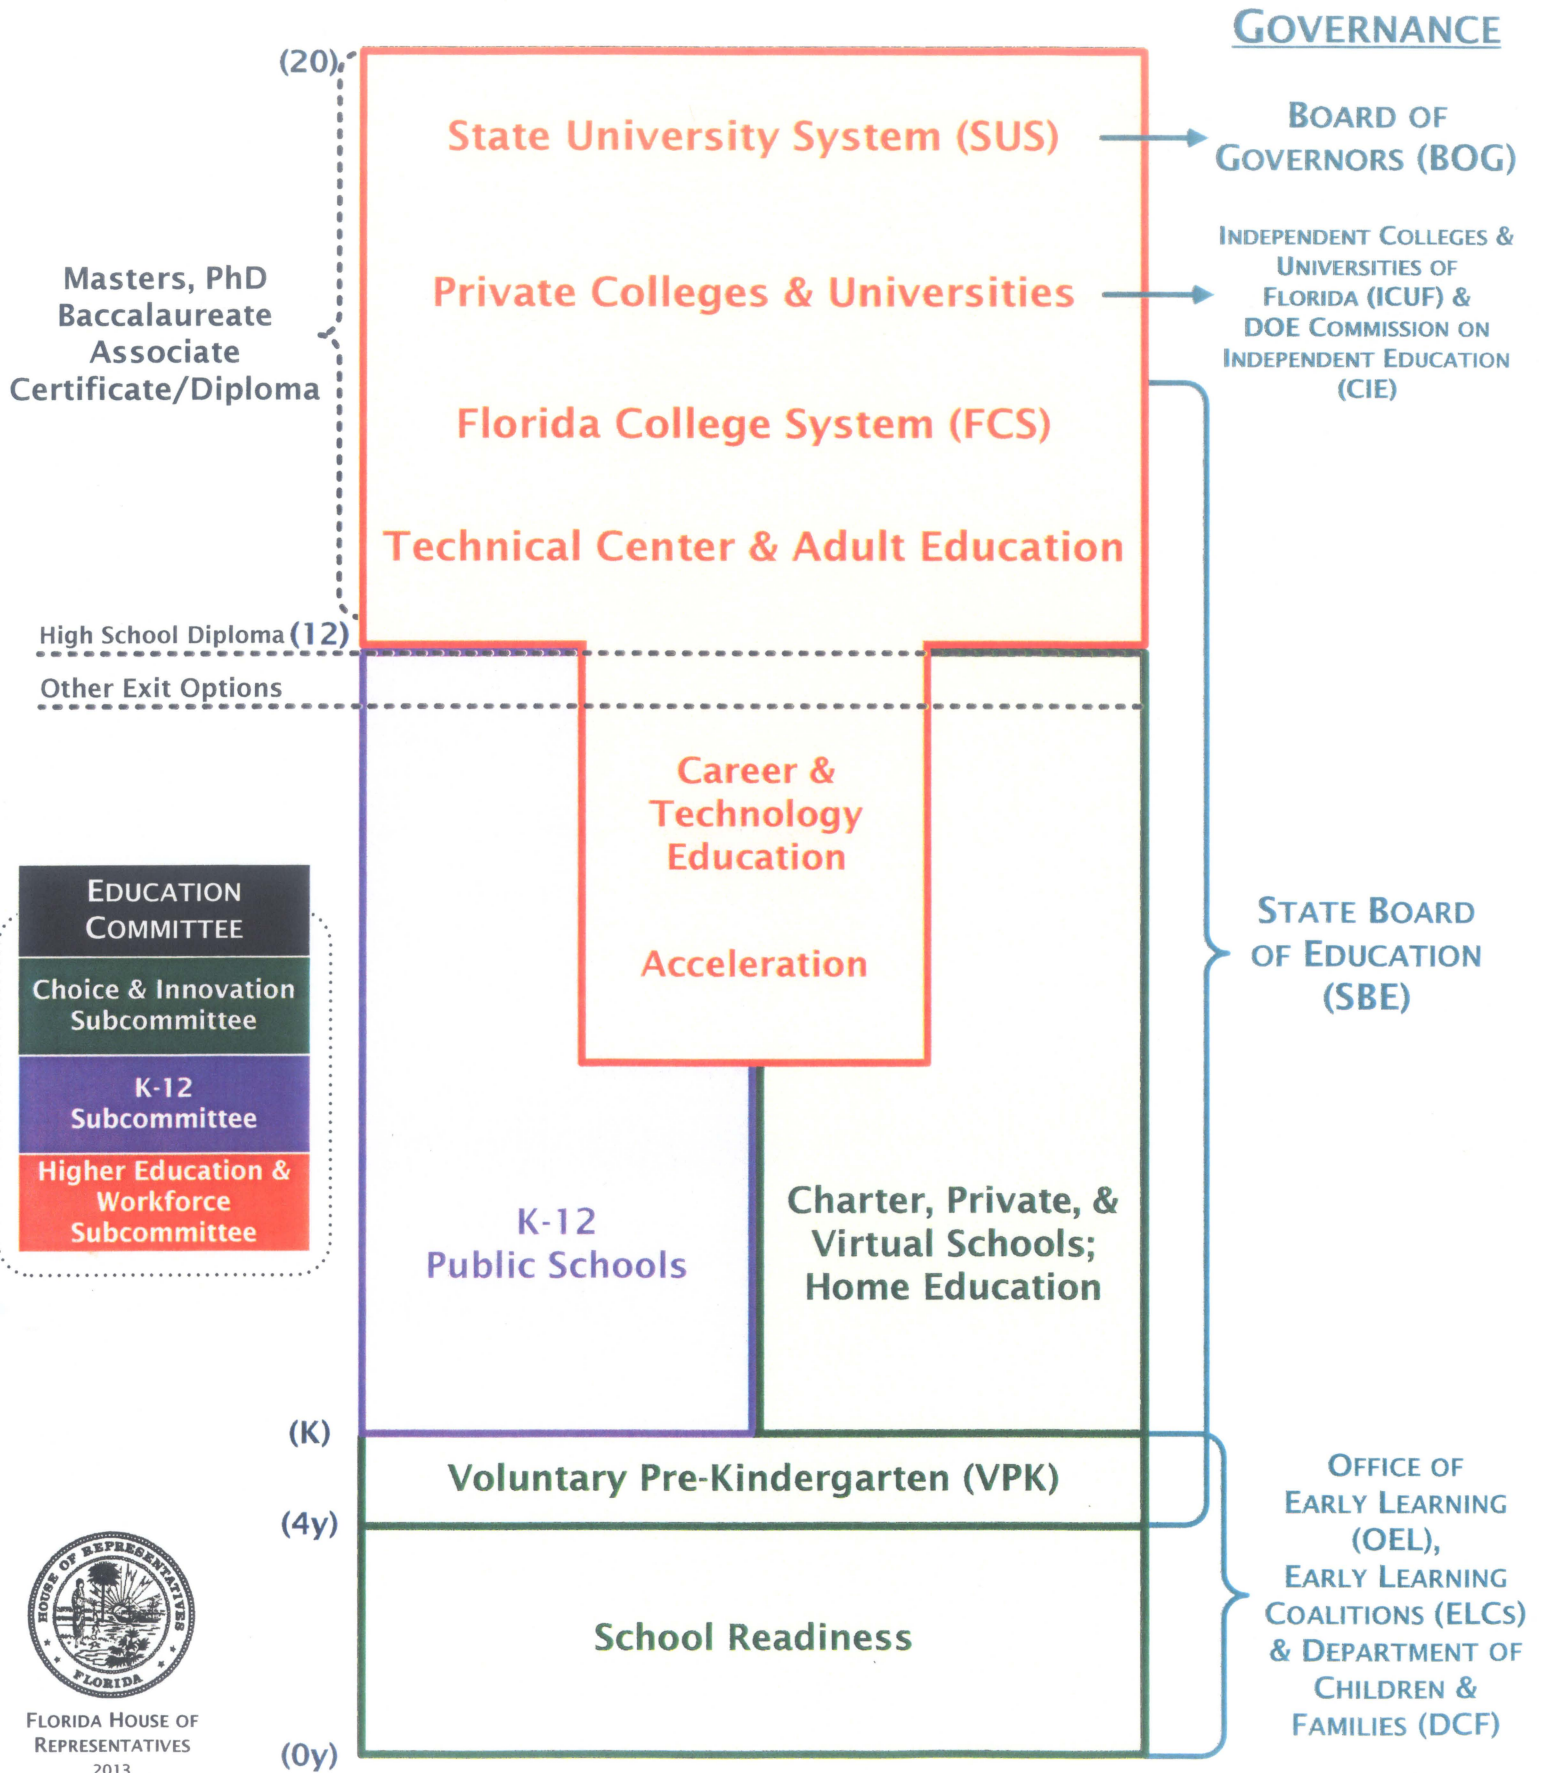 GOVERNANCE
(20)
State University System (SUS)
BOARD OF
GOVERNORS (BOG)
Masters, PhD
Baccalaureate
Associate
Certificate/Diploma
Private Colleges & Universities
INDEPENDENT COLLEGES &
UNIVERSITIES OF
FLORIDA (ICUF) &
DOE COMMISSION ON
INDEPENDENT EDUCATION
(CIE)
Florida College System (FCS)
Technical Center & Adult Education
High School Diploma (12)
Other Exit Options
Career &
Technology
Education
Acceleration
EDUCATION
COMMITTEE
Choice & Innovation
Subcommittee
K-12
Subcommittee
Higher Education &
Workforce
Subcommittee
STATE BOARD
OF EDUCATION
(SBE)
K-12
Public Schools
Charter, Private, &
Virtual Schools;
Home Education
(K)
Voluntary Pre-Kindergarten (VPK)
(4y)
School Readiness
(0y)
OFFICE OF
EARLY LEARNING
(OEL),
EARLY LEARNING
COALITIONS (ELCS)
& DEPARTMENT OF
CHILDREN &
FAMILIES (DCF)
HOUSE OF REPRESENTATIVES
FLORIDA
FLORIDA HOUSE OF
REPRESENTATIVES
2013